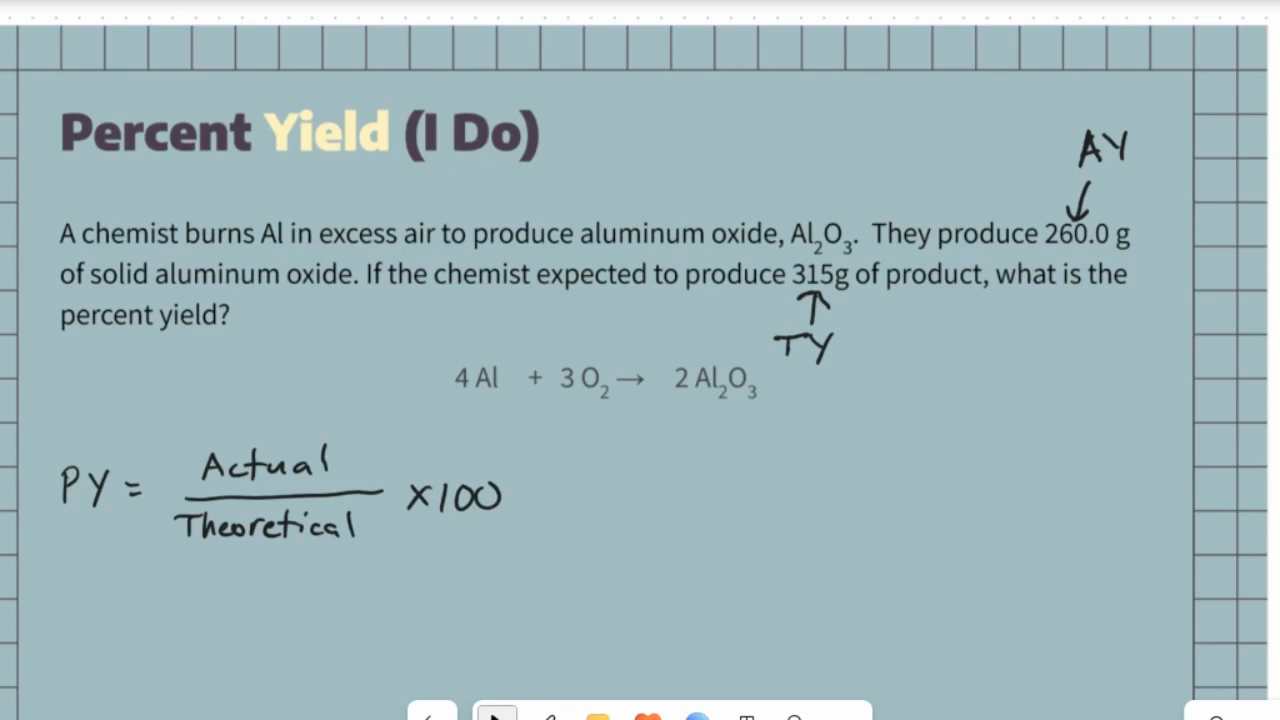 Percent Yield (I Do)
AY
A chemist burns Al in excess air to produce aluminum oxide, Al₂O₃. They produce 260.0 g
of solid aluminum oxide. If the chemist expected to produce 315g of product, what is the
percent yield?
TY
4 Al + 3 O₂ → 2 Al₂O₃
PY = Actual
Theoretical
x100